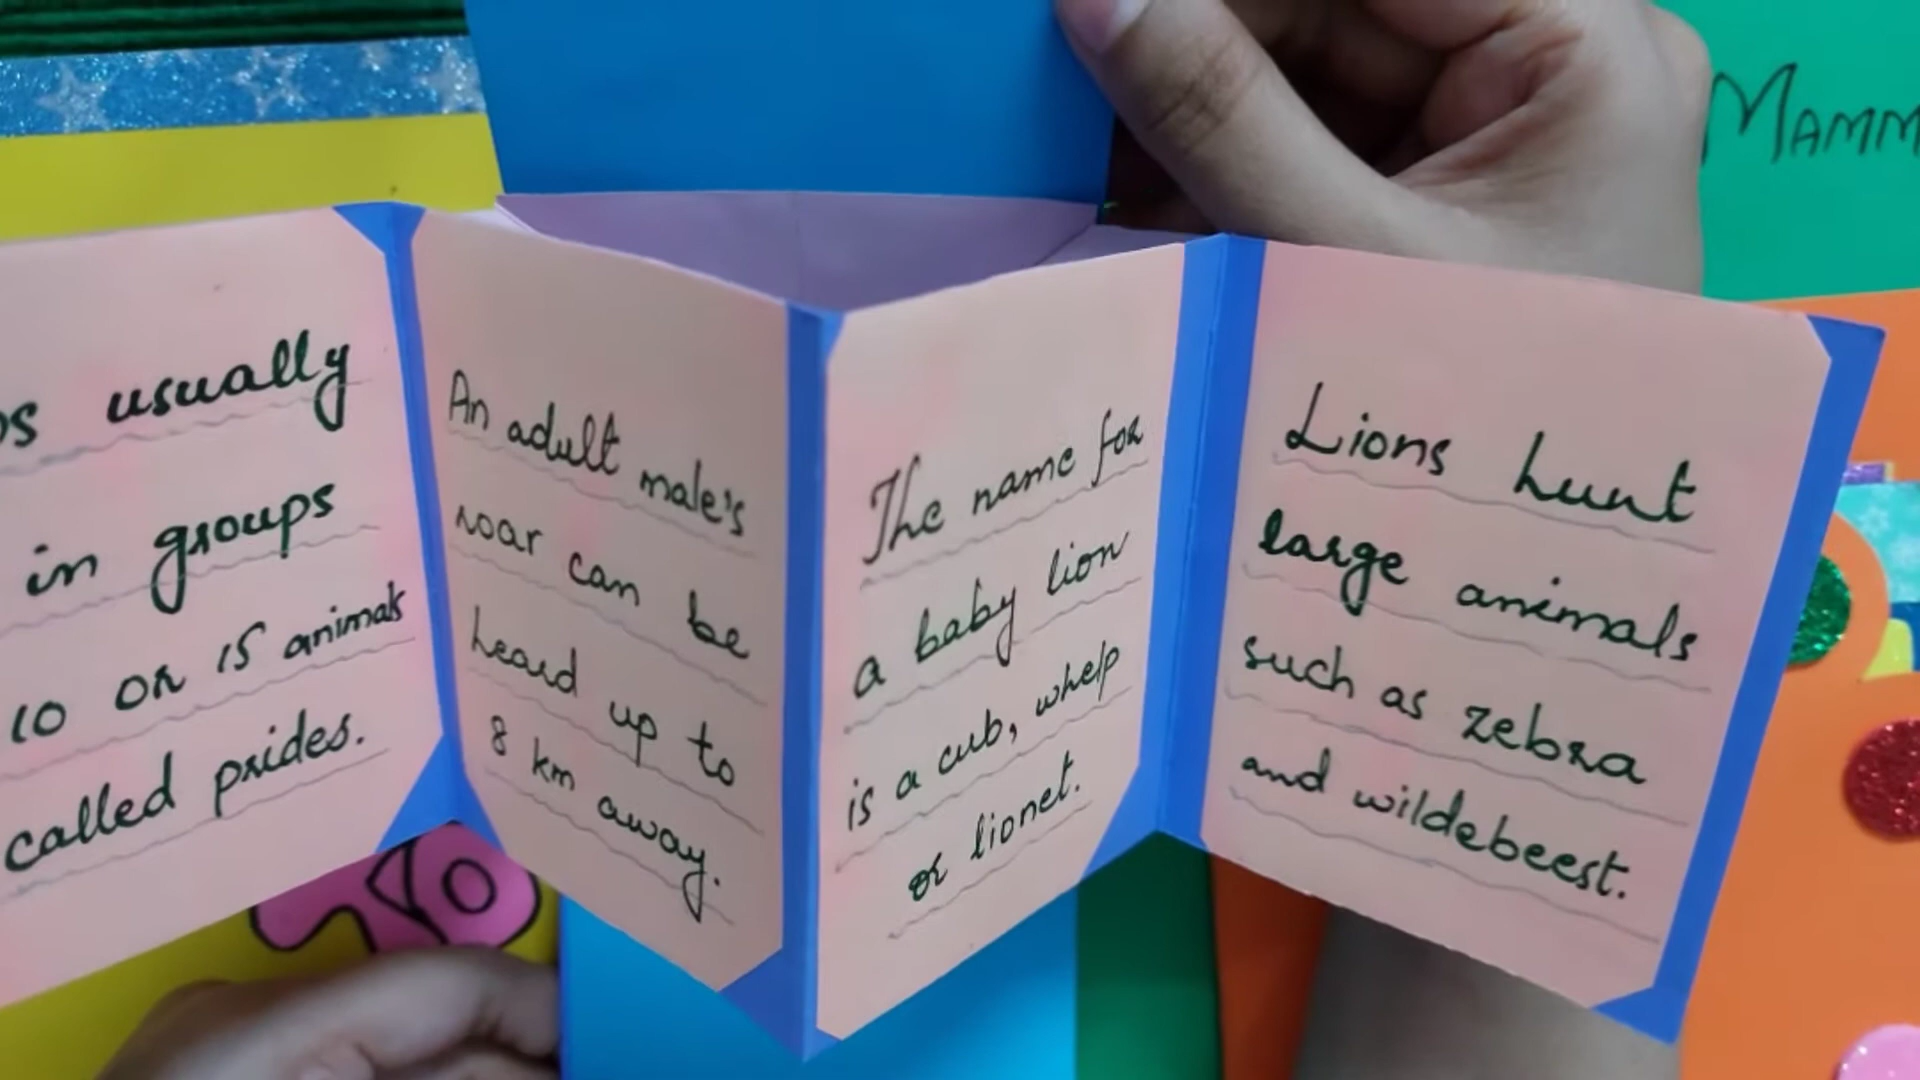 usually
in groups
10 or 15 animals
called prides.
An adult male's
roar can be
heard up to
8 km away.
The name for
a baby lion
is a cub, whelp
or lionet.
Lions hunt
large animals
such as zebra
and wildebeest.